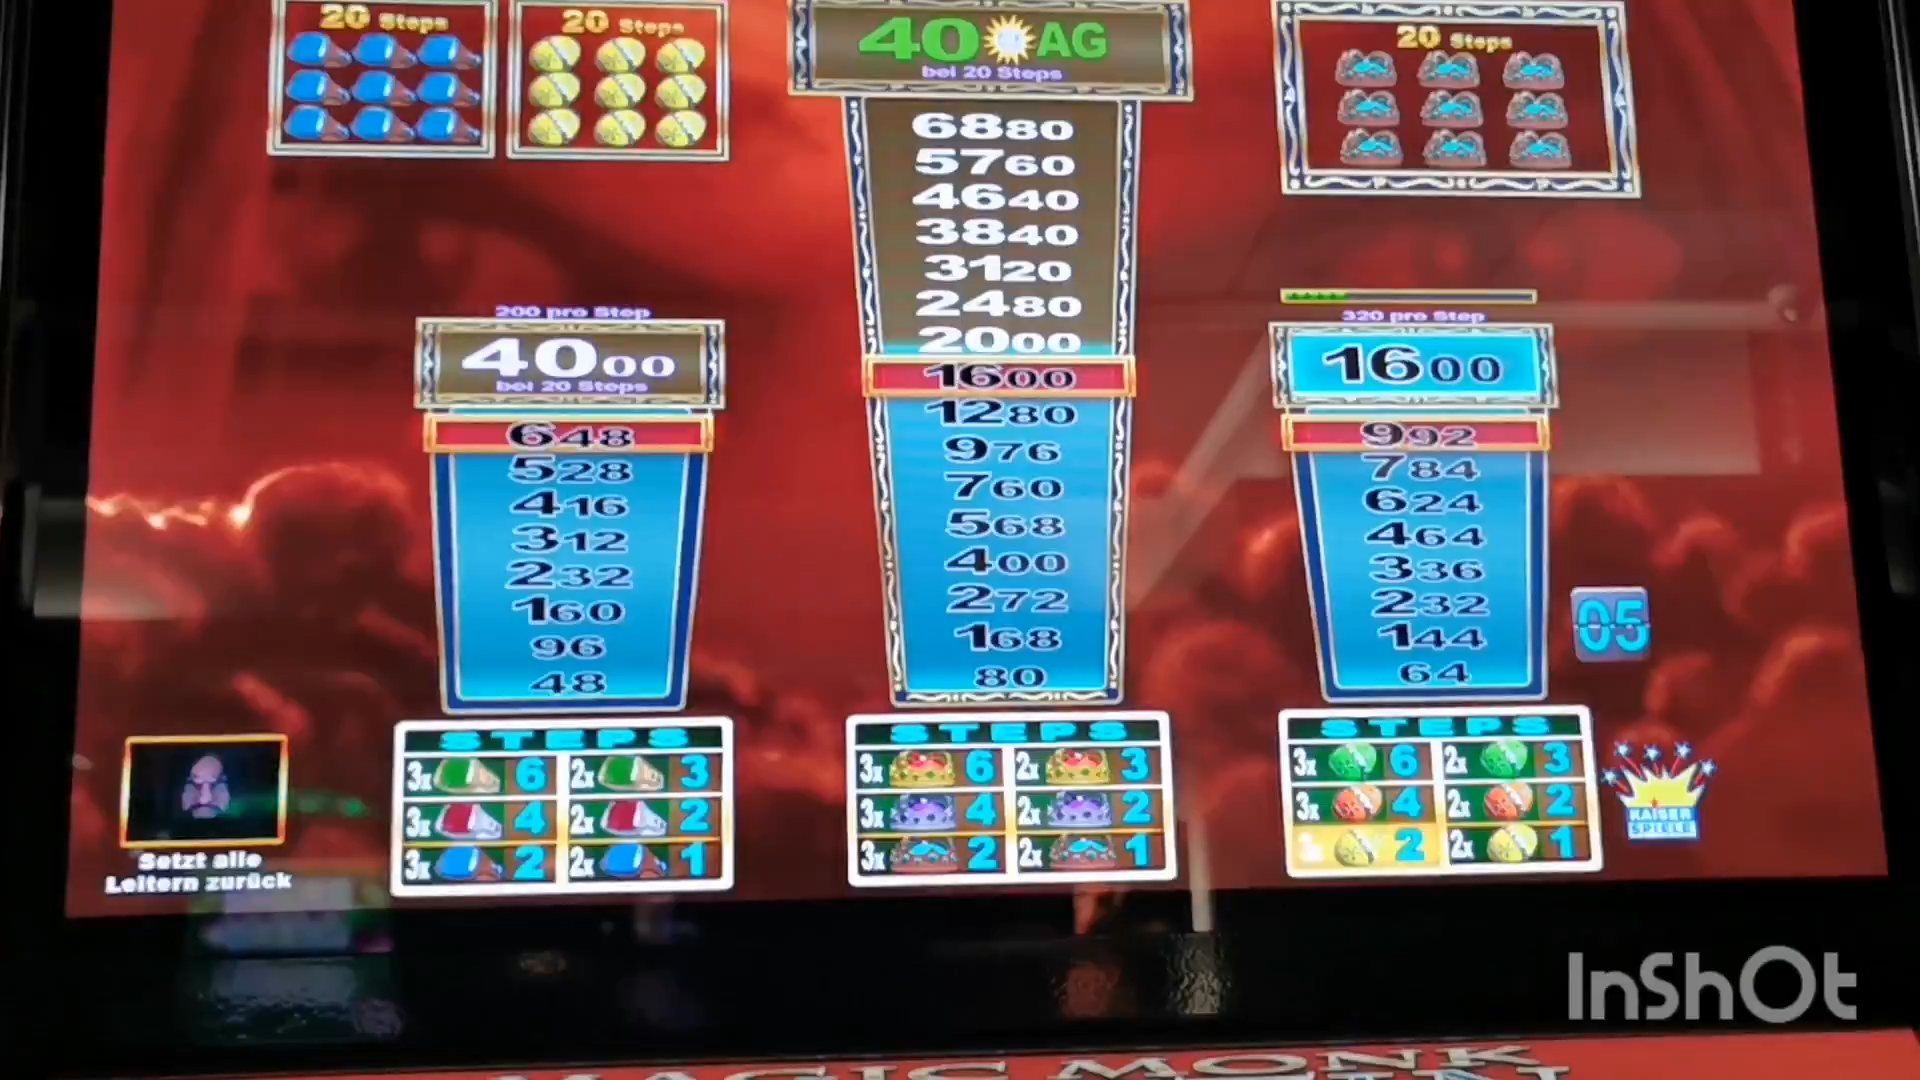 20 Steps
20 Steps
40 AG
bei 20 Steps
20 Steps
6880
5760
4640
3840
3120
2480
2000
1600
1280
976
760
568
400
272
168
80
200 pro Step
4000
bei 20 Steps
648
528
416
312
232
160
96
48
320 pro Step
1600
992
784
624
464
336
232
144
64
05
STEPS
3x 6 2x 3
3x 4 2x 2
3x 2 2x 1
STEPS
3x 6 2x 3
3x 4 2x 2
3x 2 2x 1
STEPS
3x 6 2x 3
3x 4 2x 2
2 2x 1
Setzt alle
Leitern zurück
KAISER
SPIELE
InShOt
MAGIC MONK